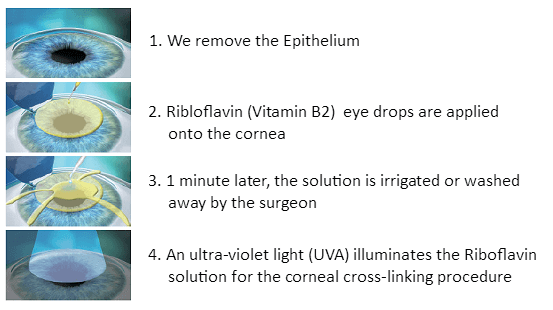 1. We remove the Epithelium
2. Ribloflavin (Vitamin B2) eye drops are applied
onto the cornea
3. 1 minute later, the solution is irrigated or washed
away by the surgeon
4. An ultra-violet light (UVA) illuminates the Riboflavin
solution for the corneal cross-linking procedure